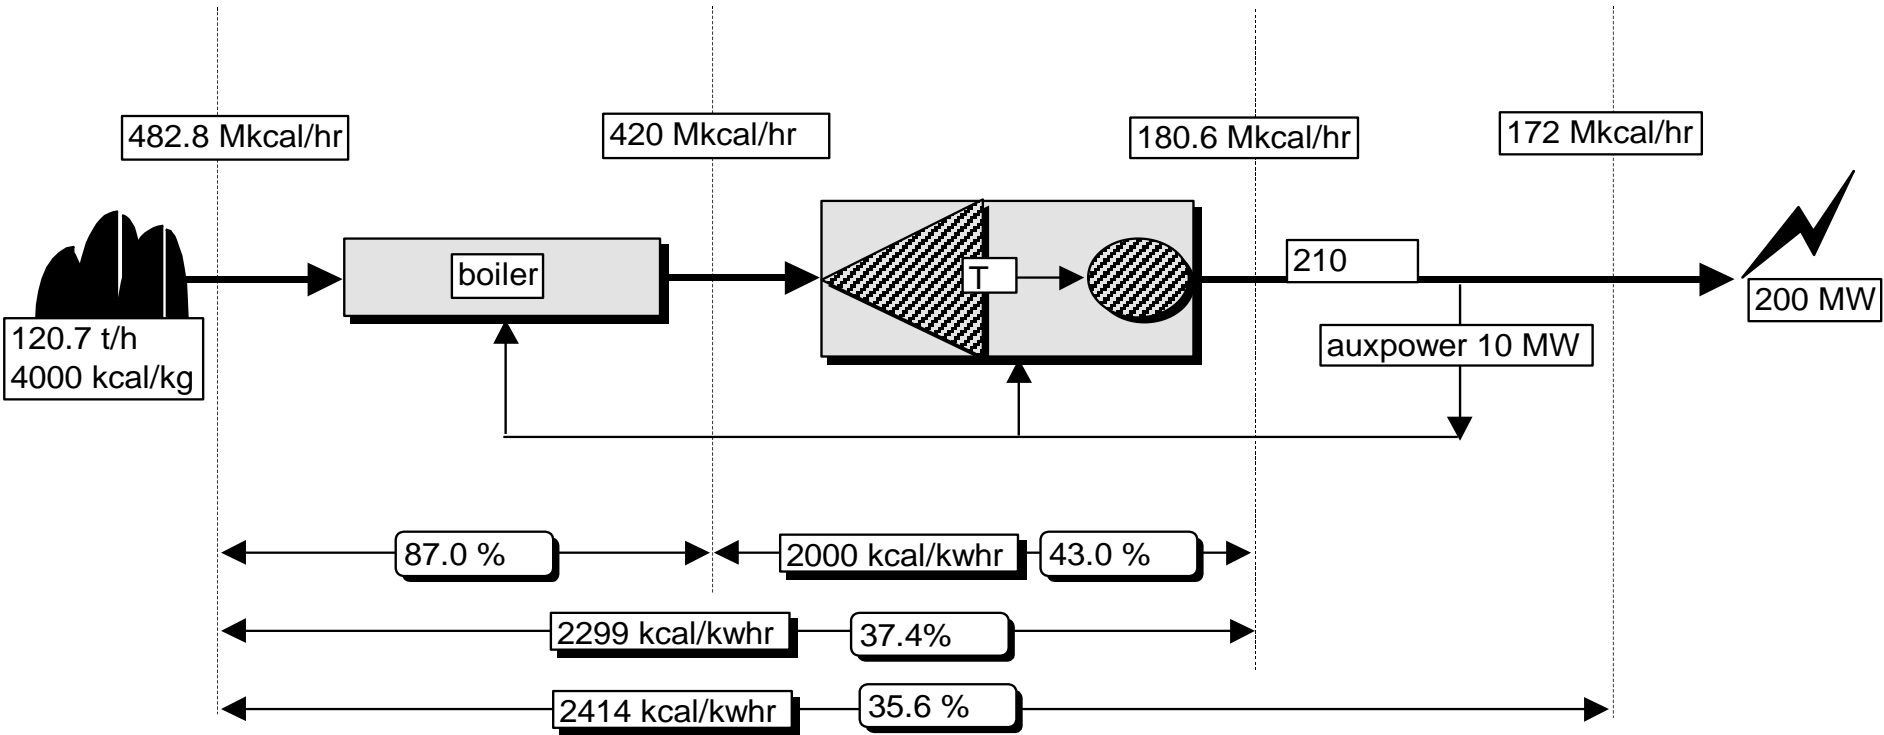 482.8 Mkcal/hr
420 Mkcal/hr
180.6 Mkcal/hr
172 Mkcal/hr
boiler
T
210
200 MW
120.7 t/h
4000 kcal/kg
auxpower 10 MW
87.0 %
2000 kcal/kwhr
43.0 %
2299 kcal/kwhr
37.4%
2414 kcal/kwhr
35.6 %